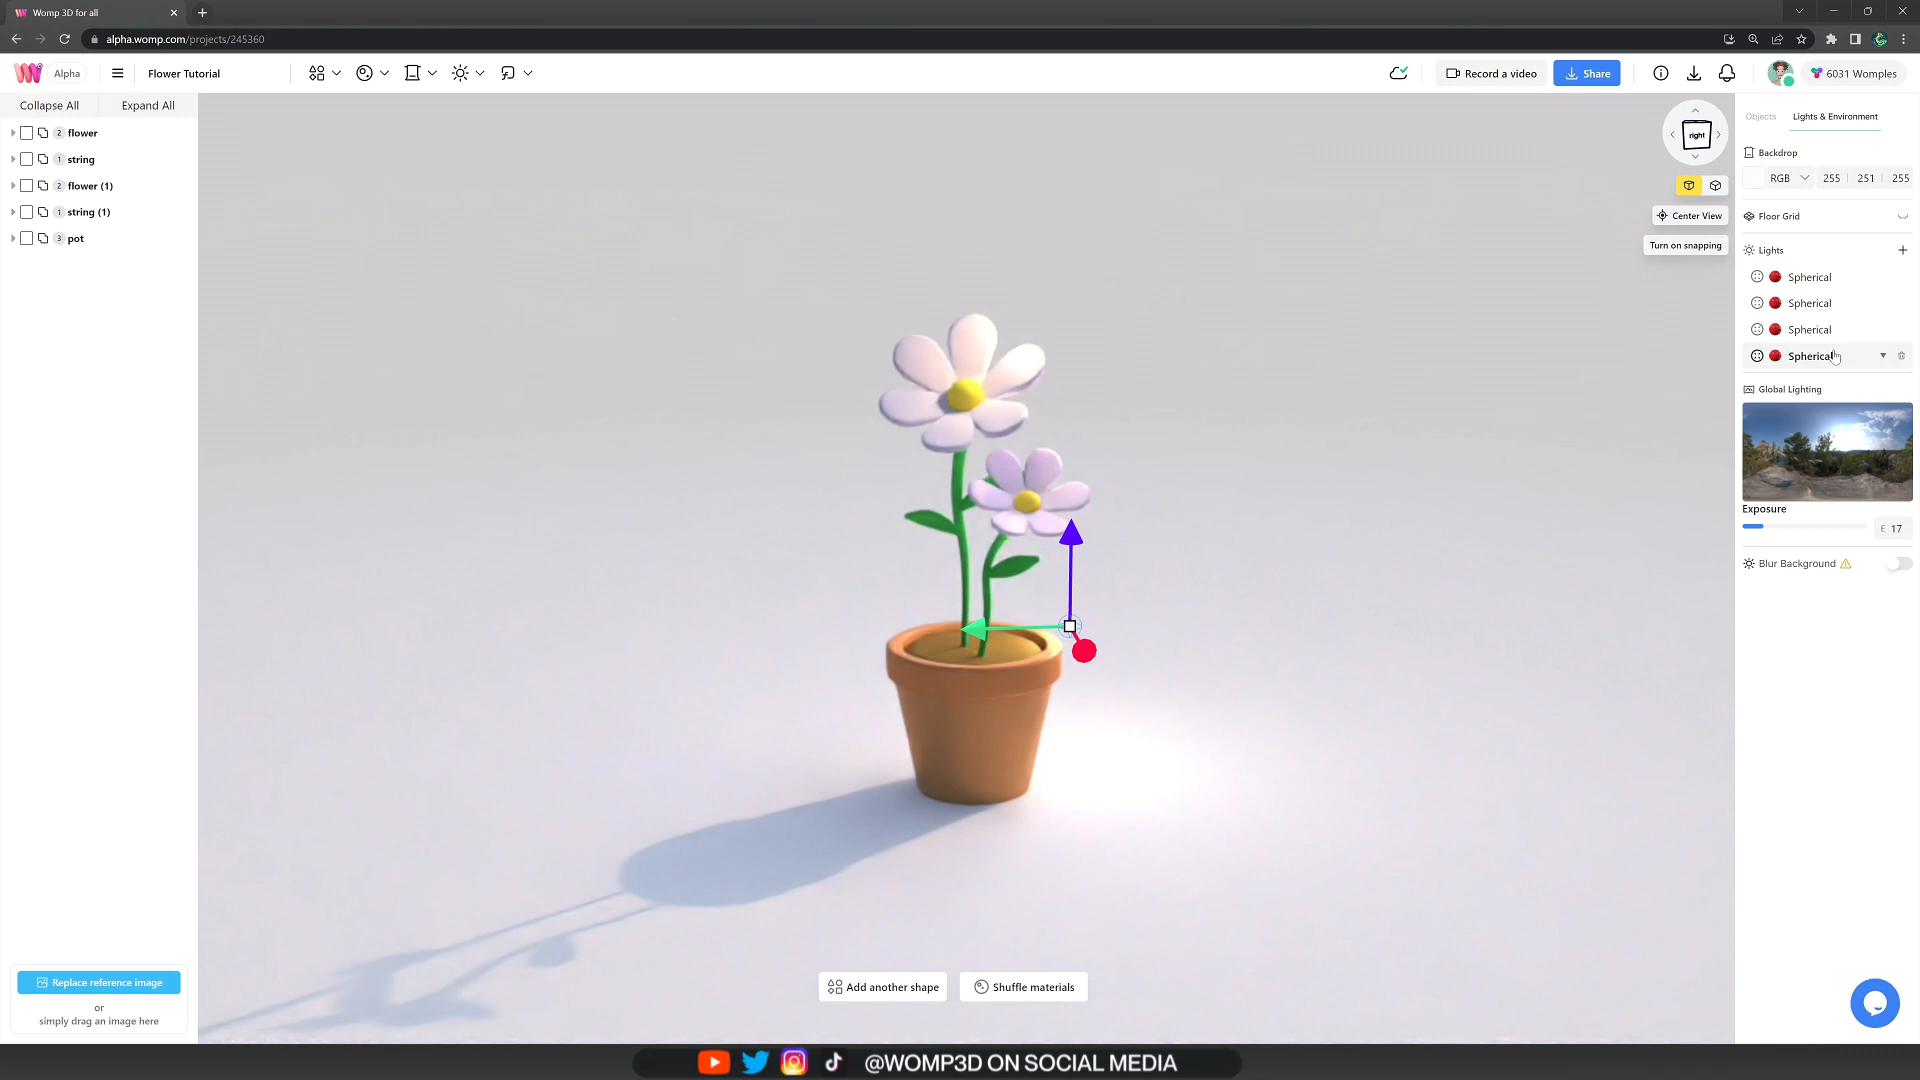 Womp 3D for all
alpha.womp.com/projects/245360
Alpha
Flower Tutorial
Record a video
Share
6031 Womples
Collapse All
Expand All
2 flower
1 string
2 flower (1)
1 string (1)
3 pot
right
Center View
Turn on snapping
Objects
Lights & Environment
Backdrop
RGB 255 251 255
Floor Grid
Lights
Spherical
Spherical
Spherical
Spherical
Global Lighting
Exposure
E 17
Blur Background
Replace reference image
or
simply drag an image here
Add another shape
Shuffle materials
@WOMP3D ON SOCIAL MEDIA